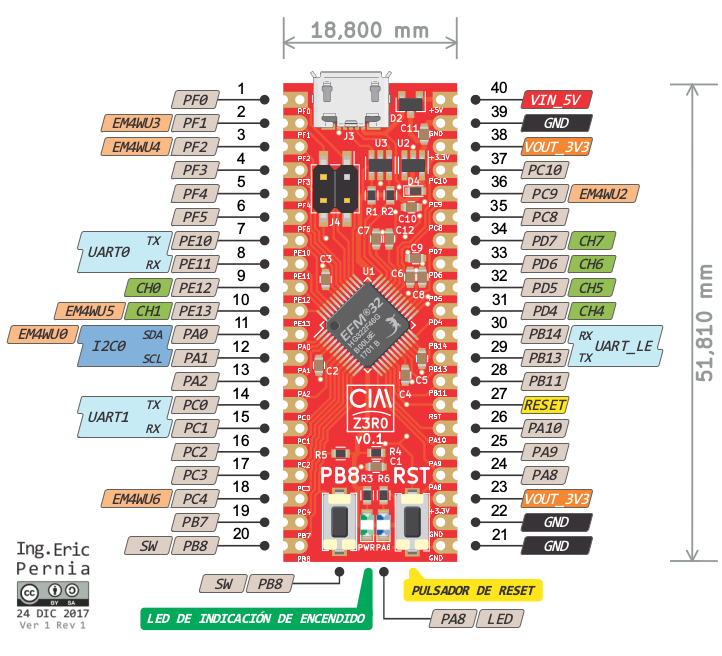 18,800 mm
51,810 mm
1 PF0
2 EM4WU3 PF1
3 EM4WU4 PF2
4 PF3
5 PF4
6 PF5
7 UART0 TX PE10
8 RX PE11
9 CH0 PE12
10 EM4WU5 CH1 PE13
11 EM4WU0 I2C0 SDA PA0
12 SCL PA1
13 PA2
14 UART1 TX PC0
15 RX PC1
16 PC2
17 PC3
18 EM4WU6 PC4
19 PB7
20 SW PB8
40 VIN_5V
39 GND
38 VOUT_3V3
37 PC10
36 PC9 EM4WU2
35 PC8
34 PD7 CH7
33 PD6 CH6
32 PD5 CH5
31 PD4 CH4
30 PB14 RX UART_LE
29 PB13 TX
28 PB11
27 RESET
26 PA10
25 PA9
24 PA8
23 VOUT_3V3
22 GND
21 GND
J3
D2
C11
U3 U2
D4
R1 R2
C10
J4
C7 C12
C3
C9
C6
C8
U1
EFM®32
C2
C5
C4
CIAA
Z3R0
v0.1
R5
R4
C1
PB8 RST
R3 R6
PWR PA8
PF0
PF1
PF2
PF3
PF4
PF5
PE10
PE11
PE12
PE13
PA0
PA1
PA2
PC0
PC1
PC2
PC3
PC4
PB7
PB8
+5V
GND
+3.3V
PC10
PC9
PC8
PD7
PD6
PD5
PD4
PB14
PB13
PB11
RST
PA10
PA9
PA8
+3.3V
GND
GND
SW PB8
LED DE INDICACIÓN DE ENCENDIDO
PULSADOR DE RESET
PA8 LED
Ing.Eric
Pernia
cc BY SA
24 DIC 2017
Ver 1 Rev 1